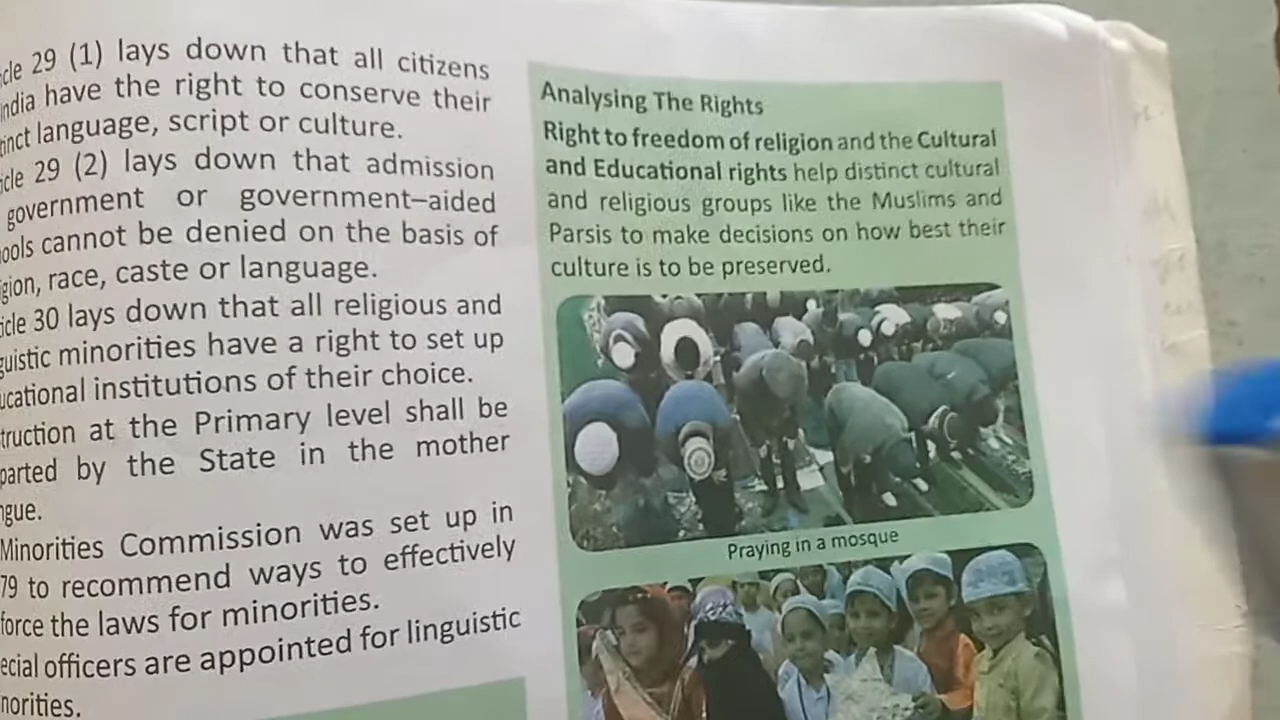 cle 29 (1) lays down that all citizens
ndia have the right to conserve their
inct language, script or culture.
icle 29 (2) lays down that admission
government or government–aided
ools cannot be denied on the basis of
gion, race, caste or language.
icle 30 lays down that all religious and
guistic minorities have a right to set up
ucational institutions of their choice.
truction at the Primary level shall be
parted by the State in the mother
ngue.
Minorities Commission was set up in
79 to recommend ways to effectively
force the laws for minorities.
ecial officers are appointed for linguistic
norities.
Analysing The Rights
Right to freedom of religion and the Cultural
and Educational rights help distinct cultural
and religious groups like the Muslims and
Parsis to make decisions on how best their
culture is to be preserved.
Praying in a mosque